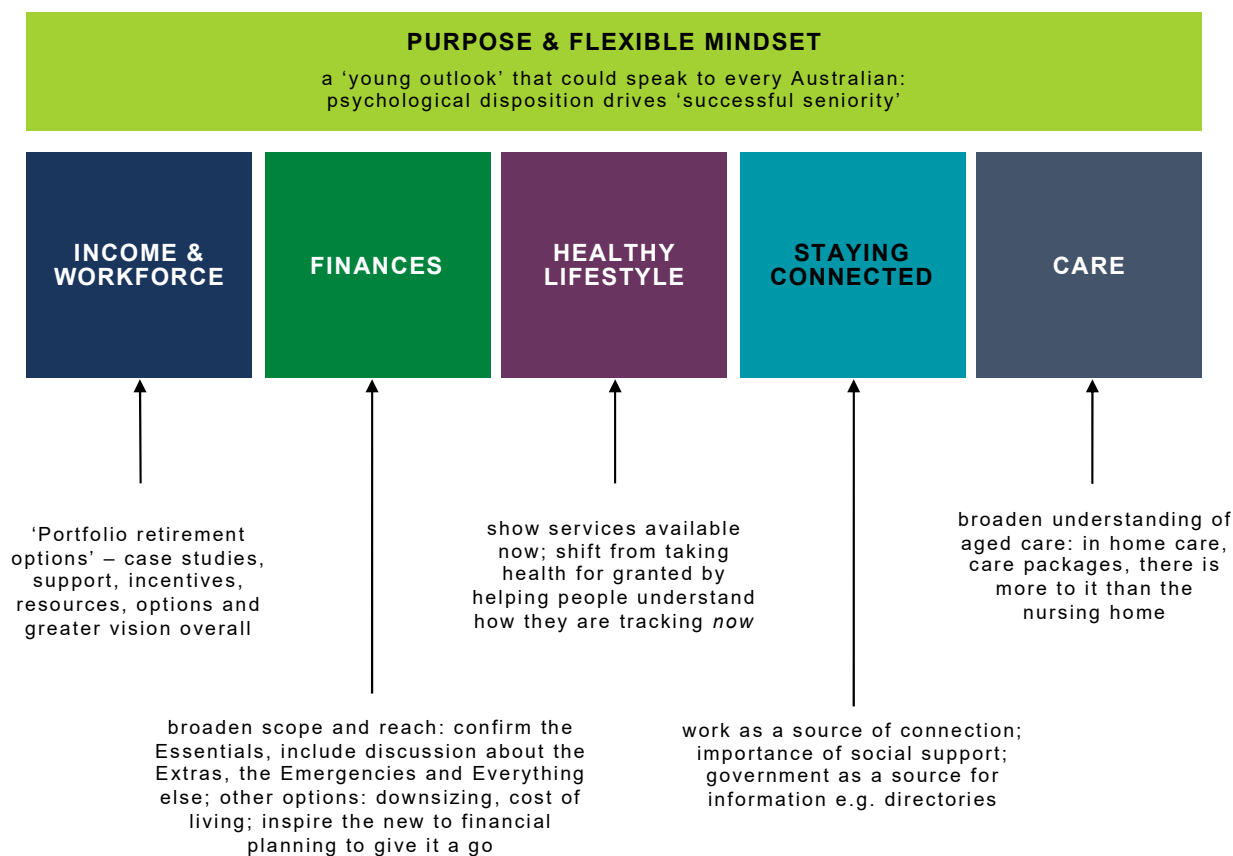 PURPOSE & FLEXIBLE MINDSET
a ‘young outlook’ that could speak to every Australian:
psychological disposition drives ‘successful seniority’
INCOME &
WORKFORCE
FINANCES
HEALTHY
LIFESTYLE
STAYING
CONNECTED
CARE
‘Portfolio retirement
options’ – case studies,
support, incentives,
resources, options and
greater vision overall
broaden scope and reach: confirm the
Essentials, include discussion about the
Extras, the Emergencies and Everything
else; other options: downsizing, cost of
living; inspire the new to financial
planning to give it a go
show services available
now; shift from taking
health for granted by
helping people understand
how they are tracking now
work as a source of connection;
importance of social support;
government as a source for
information e.g. directories
broaden understanding of
aged care: in home care,
care packages, there is
more to it than the
nursing home